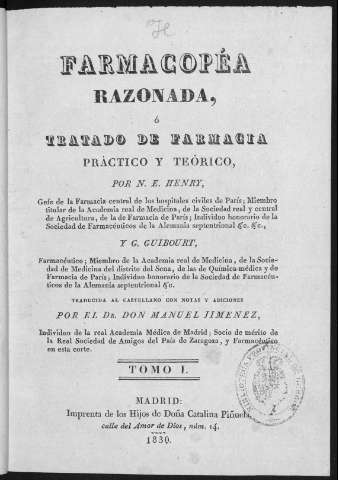 FARMACOPÉA
RAZONADA,
ó
TRATADO DE FARMACIA
PRÁCTICO Y TEÓRICO,
POR N. E. HENRY,
Gefe de la Farmacia central de los hospitales civiles de París; Miembro
titular de la Academia real de Medicina, de la Sociedad real y central
de Agricultura, de la de Farmacia de París; Individuo honorario de la
Sociedad de Farmacéuticos de la Alemania septentrional &c. &c.,
Y G. GUIBOURT,
Farmacéutico; Miembro de la Academia real de Medicina, de la Socie-
dad de Medicina del distrito del Sena, de las de Química-médica y de
Farmacia de París; Individuo honorario de la Sociedad de Farmacéu-
ticos de la Alemania septentrional &c.
TRADUCIDA AL CASTELLANO CON NOTAS Y ADICIONES
POR EL DR. DON MANUEL JIMENEZ,
Individuo de la real Academia Médica de Madrid; Socio de mérito de
la Real Sociedad de Amigos del País de Zaragoza, y Farmacéutico
en esta corte.
TOMO I.
MADRID:
Imprenta de los Hijos de Doña Catalina Piñuela,
calle del Amor de Dios, núm. 14.
1830.